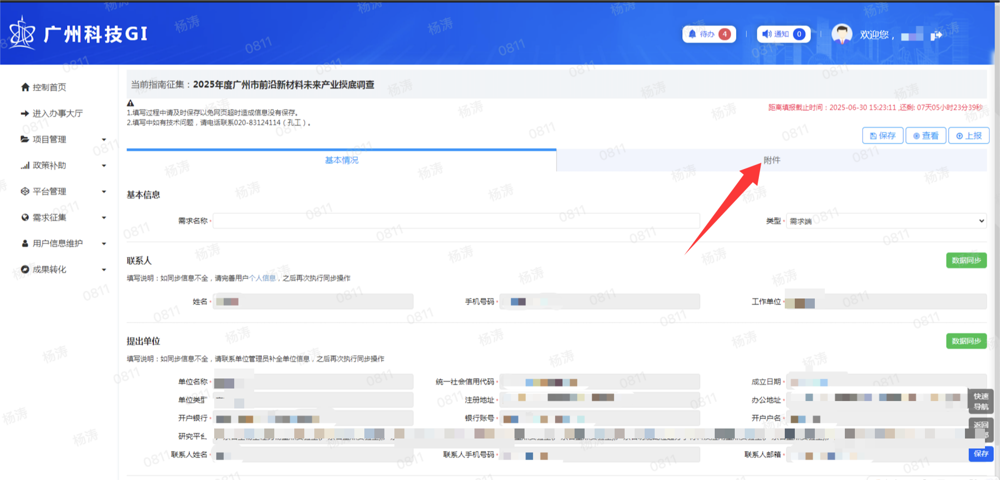 广州科技GI
待办 4
通知 0
欢迎您，
控制首页
进入办事大厅
项目管理
政策补助
平台管理
需求征集
用户信息维护
成果转化
当前指南征集：2025年度广州市前沿新材料未来产业摸底调查
1.填写过程中请及时保存以免网页超时造成信息没有保存。
2.填写中如有技术问题，请电话联系020-83124114（孔工）。
距离填报截止时间：2025-06-30 15:23:11 ,还剩: 07天05小时23分39秒
保存 查看 上报
基本情况 附件
基本信息
需求名称* 类型* 需求端
联系人 数据同步
填写说明：如同步信息不全，请完善用户个人信息，之后再次执行同步操作
姓名* 手机号码* 工作单位*
提出单位 数据同步
填写说明：如同步信息不全，请联系单位管理员补全单位信息，之后再次执行同步操作
单位名称* 统一社会信用代码* 成立日期*
单位类型 注册地址* 办公地址*
开户银行* 银行账号* 开户户名*
研究平台
联系人姓名* 联系人手机号码* 联系人邮箱*
快速
导航
返回
保存
杨涛
0811